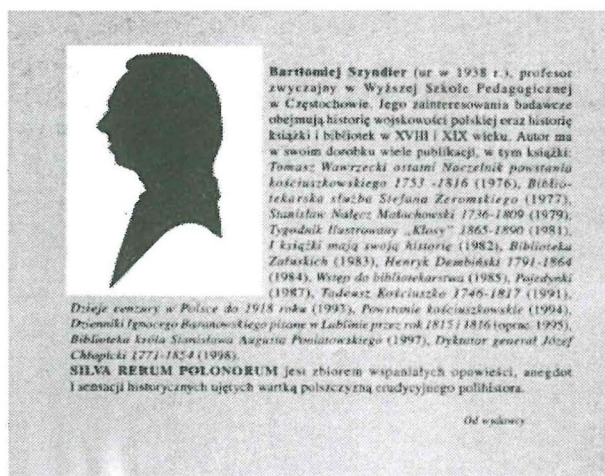 Bartłomiej Szyndler (ur w 1938 r.), profesor
zwyczajny w Wyższej Szkole Pedagogicznej
w Częstochowie. Jego zainteresowania badawcze
obejmują historię wojskowości polskiej oraz historię
książki i bibliotek w XVIII i XIX wieku. Autor ma
w swoim dorobku wiele publikacji, w tym książki:
Tomasz Wawrzecki ostatni Naczelnik powstania
kościuszkowskiego 1753 -1816 (1976), Biblio-
tekarska służba Stefana Żeromskiego (1977),
Stanisław Nałęcz Małachowski 1736-1809 (1979),
Tygodnik Ilustrowany „Kłosy” 1865-1890 (1981),
I książki mają swoją historię (1982), Biblioteka
Załuskich (1983), Henryk Dembiński 1791-1864
(1984), Wstęp do bibliotekarstwa (1985), Pojedynki
(1987), Tadeusz Kościuszko 1746-1817 (1991),
Dzieje cenzury w Polsce do 1918 roku (1993), Powstanie kościuszkowskie (1994),
Dzienniki Ignacego Baranowskiego pisane w Lublinie przez rok 1815 i 1816 (oprac. 1995),
Biblioteka króla Stanisława Augusta Poniatowskiego (1997), Dyktator generał Józef
Chłopicki 1771-1854 (1998).
SILVA RERUM POLONORUM jest zbiorem wspaniałych opowieści, anegdot
i sensacji historycznych ujętych wartką polszczyzną erudycyjnego polihistora.
Od wydawcy